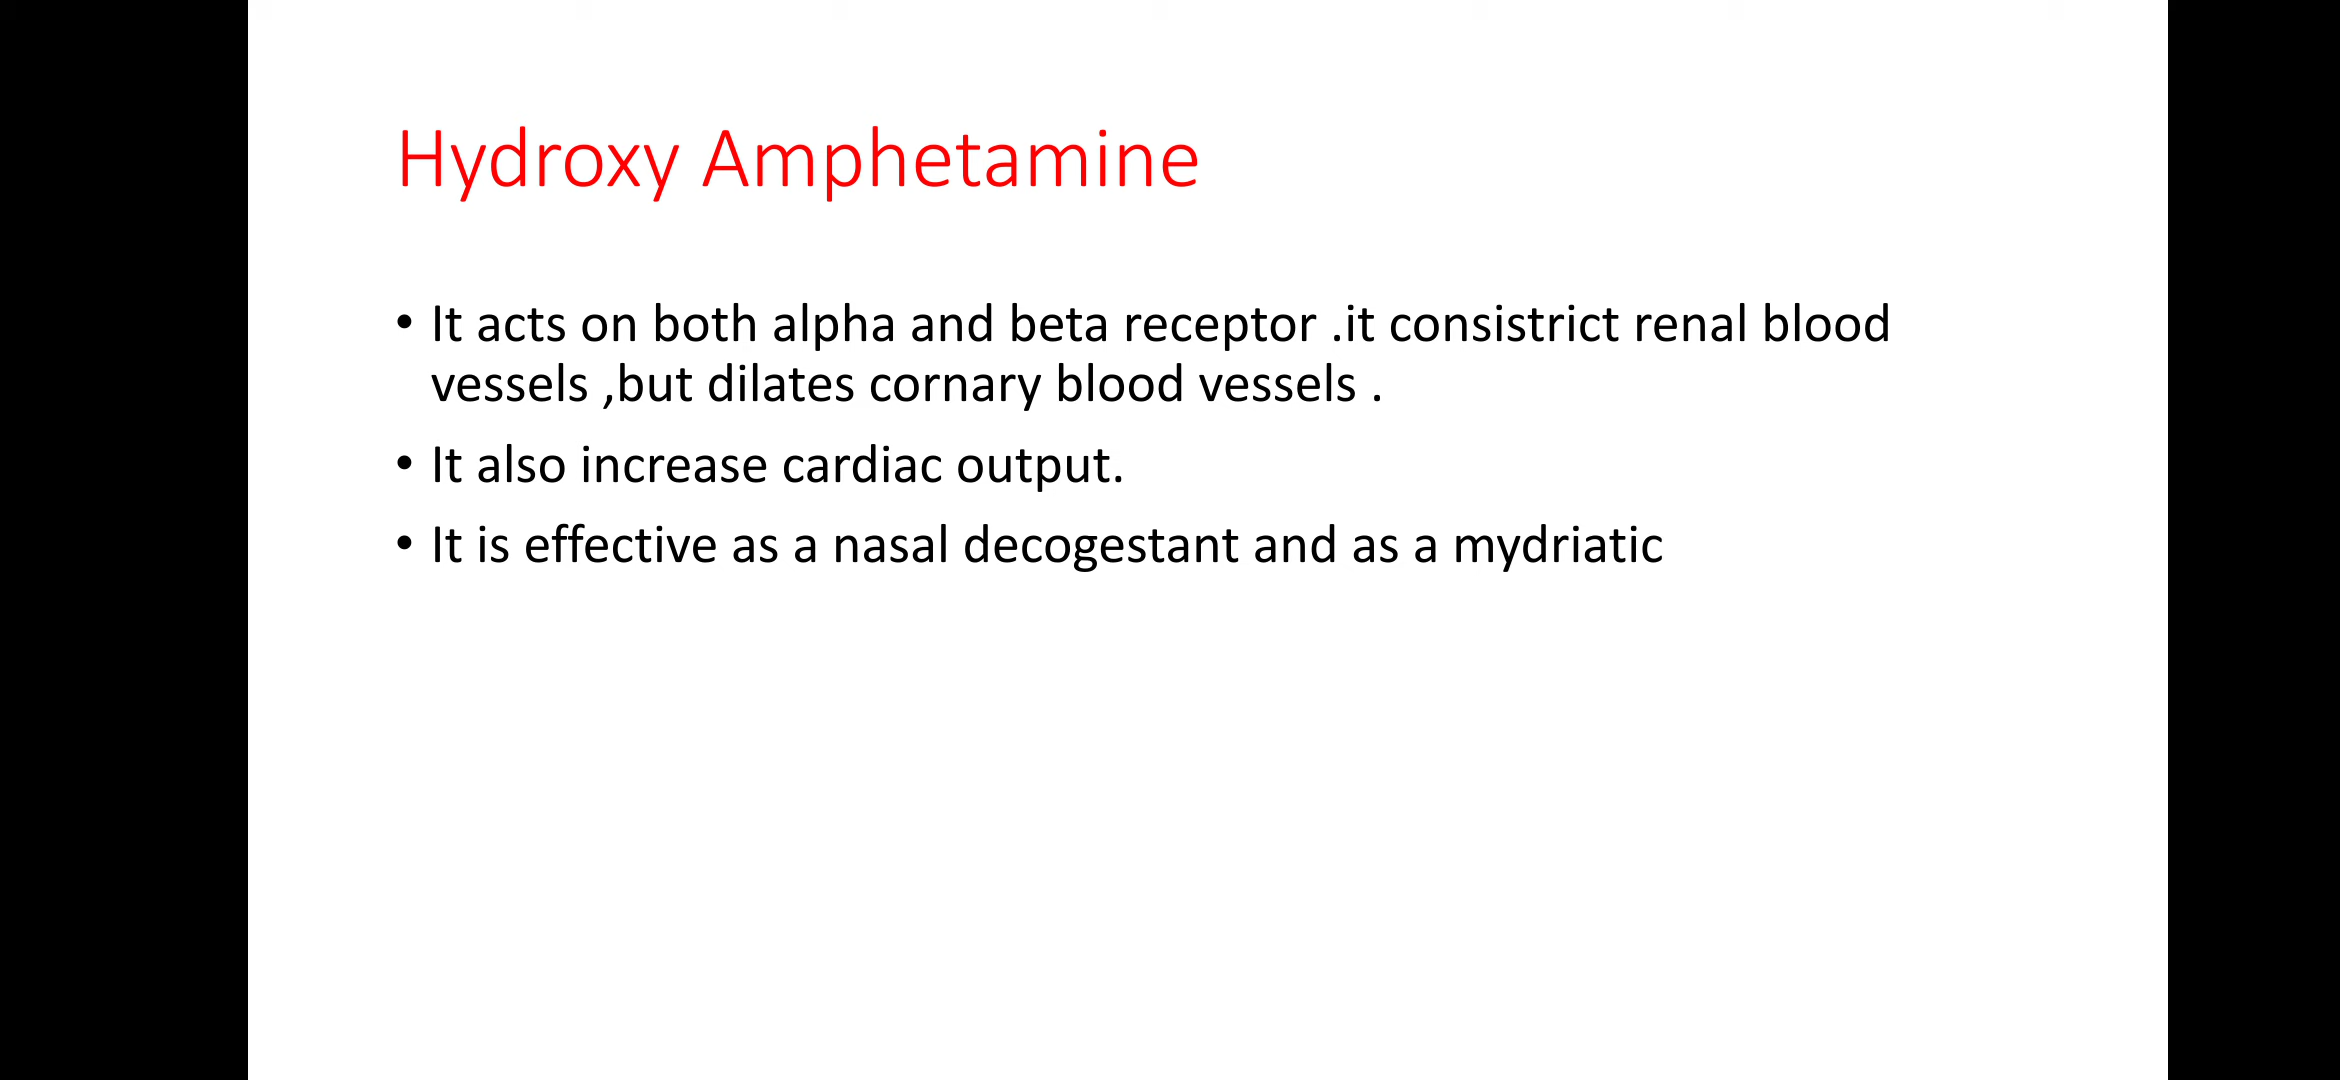 Hydroxy Amphetamine
• It acts on both alpha and beta receptor .it consistrict renal blood
vessels ,but dilates cornary blood vessels .
• It also increase cardiac output.
• It is effective as a nasal decogestant and as a mydriatic